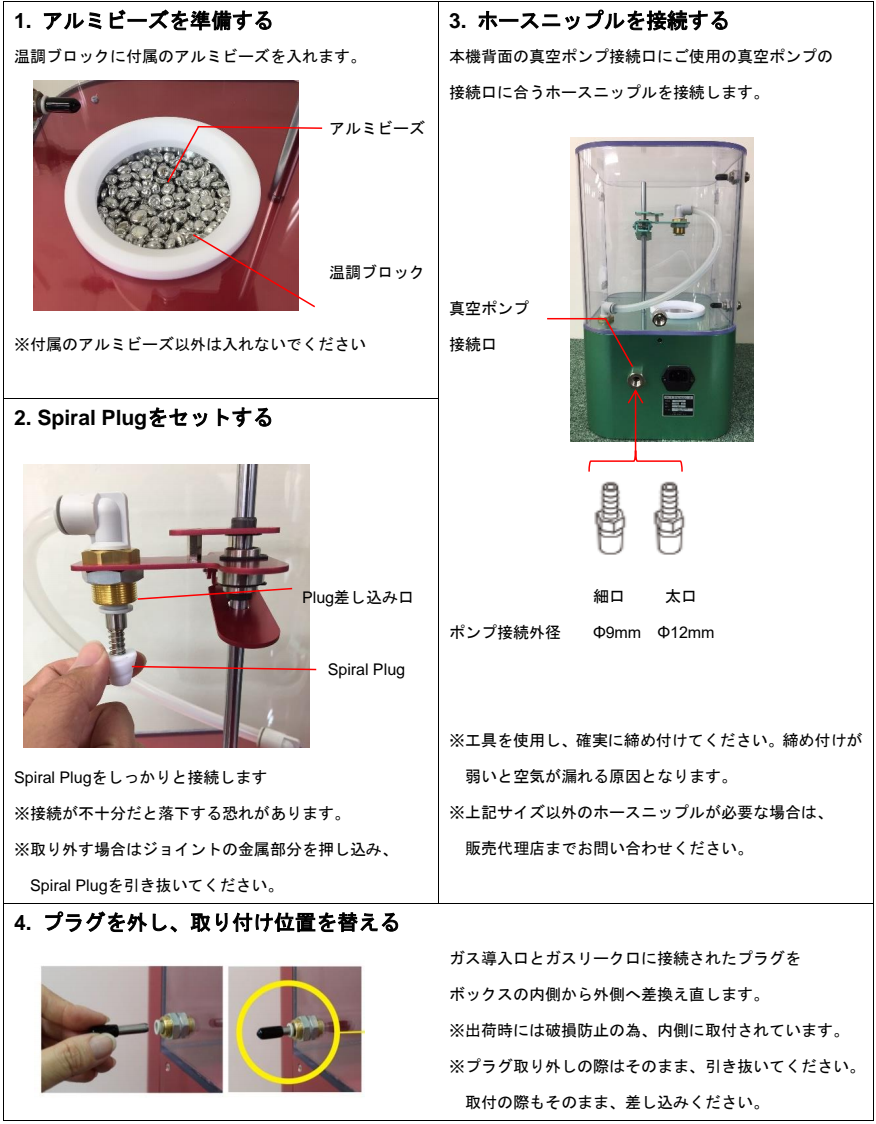 1. アルミビーズを準備する
温調ブロックに付属のアルミビーズを入れます。
アルミビーズ
温調ブロック
※付属のアルミビーズ以外は入れないでください
2. Spiral Plugをセットする
Plug差し込み口
Spiral Plug
Spiral Plugをしっかりと接続します
※接続が不十分だと落下する恐れがあります。
※取り外す場合はジョイントの金属部分を押し込み、
Spiral Plugを引き抜いてください。
3. ホースニップルを接続する
本機背面の真空ポンプ接続口にご使用の真空ポンプの
接続口に合うホースニップルを接続します。
真空ポンプ
接続口
細口 太口
ポンプ接続外径 Φ9mm Φ12mm
※工具を使用し、確実に締め付けてください。締め付けが
弱いと空気が漏れる原因となります。
※上記サイズ以外のホースニップルが必要な場合は、
販売代理店までお問い合わせください。
4. プラグを外し、取り付け位置を替える
ガス導入口とガスリークロに接続されたプラグを
ボックスの内側から外側へ差換え直します。
※出荷時には破損防止の為、内側に取付されています。
※プラグ取り外しの際はそのまま、引き抜いてください。
取付の際もそのまま、差し込みください。